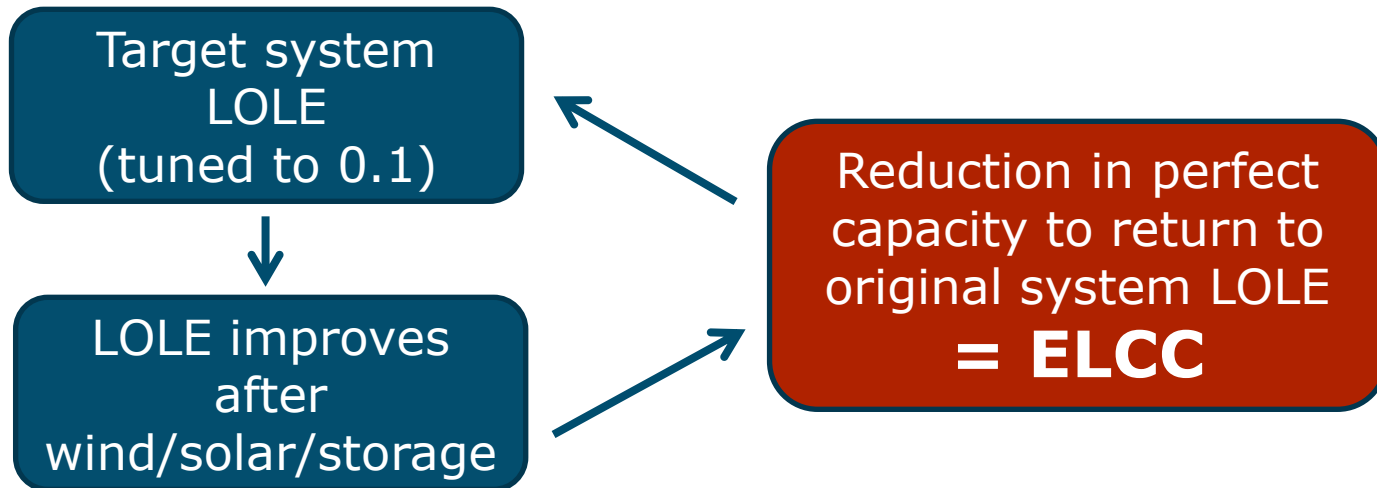 Target system
LOLE
(tuned to 0.1)
LOLE improves
after
wind/solar/storage
Reduction in perfect
capacity to return to
original system LOLE
= ELCC